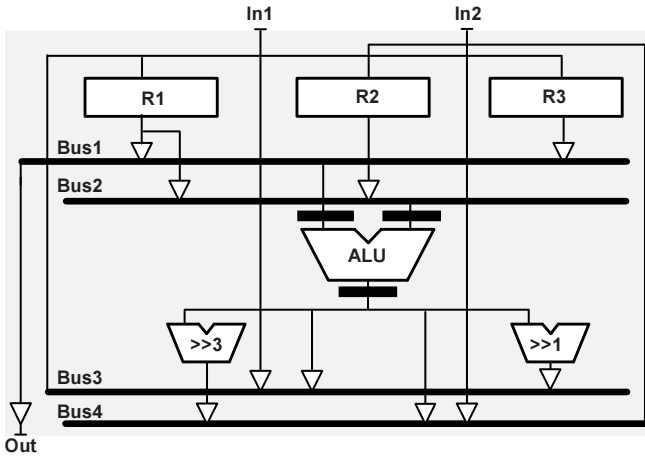 In1 In2
R1 R2 R3
Bus1
Bus2
ALU
>>3 >>1
Bus3
Bus4
Out